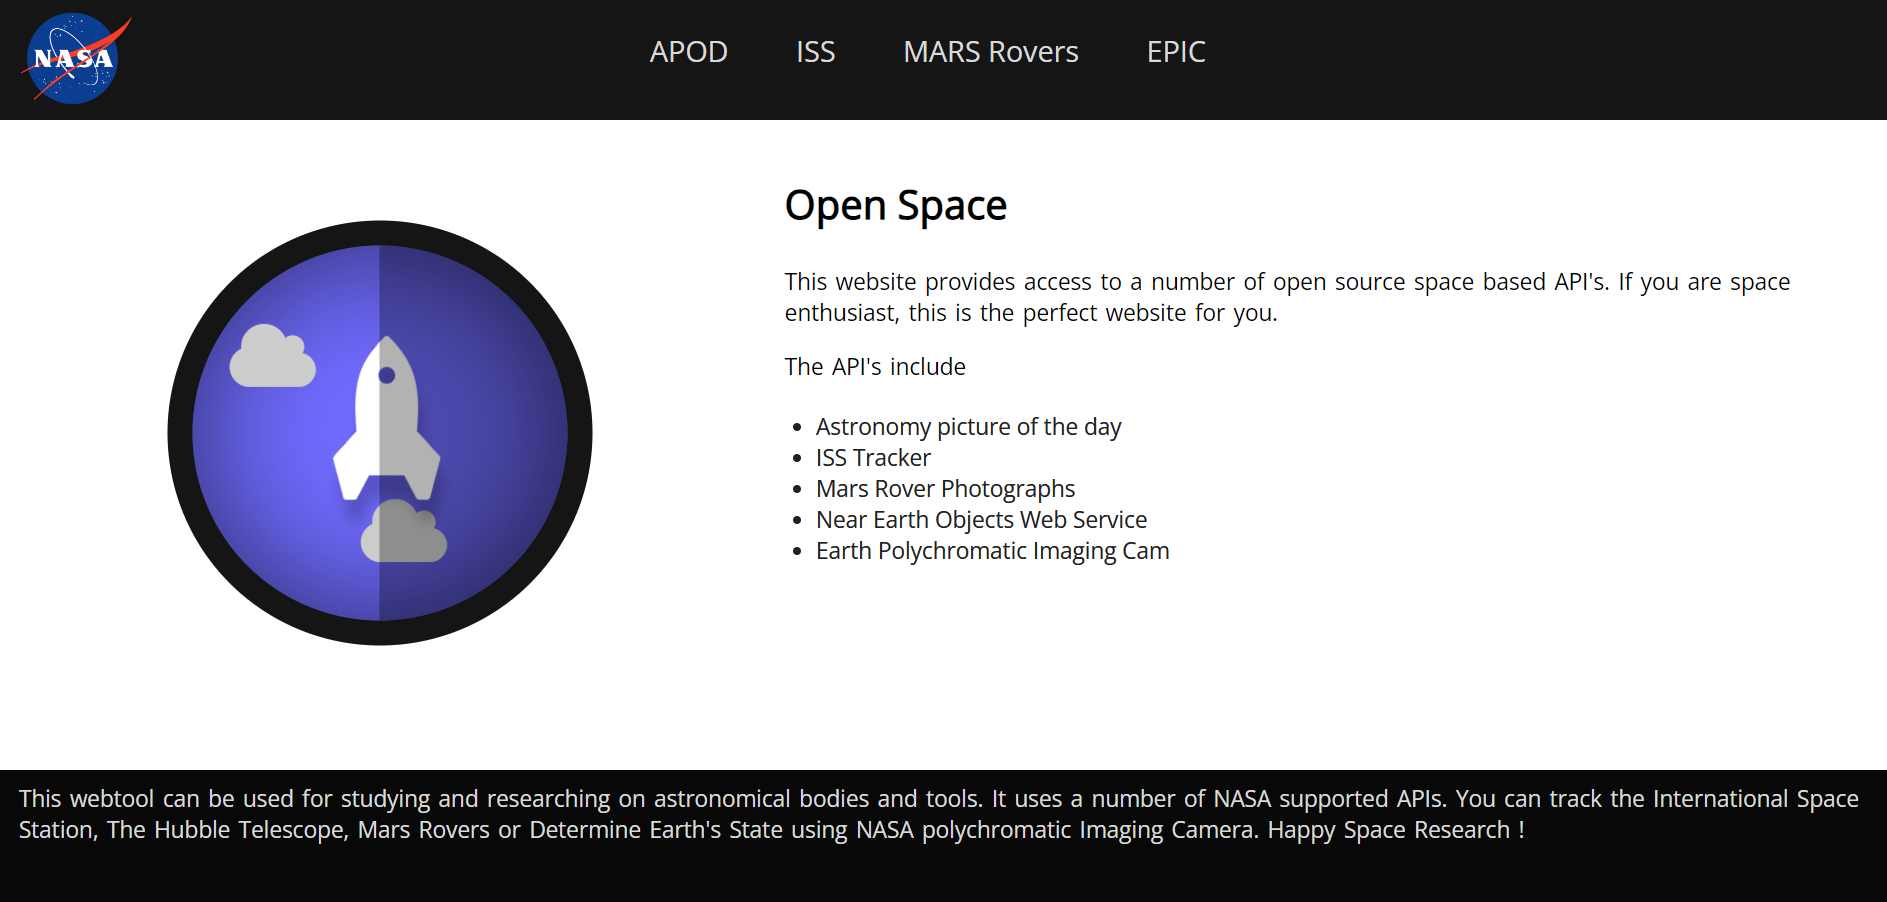 NASA
APOD ISS MARS Rovers EPIC
Open Space
This website provides access to a number of open source space based API's. If you are space
enthusiast, this is the perfect website for you.
The API's include
• Astronomy picture of the day
• ISS Tracker
• Mars Rover Photographs
• Near Earth Objects Web Service
• Earth Polychromatic Imaging Cam
This webtool can be used for studying and researching on astronomical bodies and tools. It uses a number of NASA supported APIs. You can track the International Space
Station, The Hubble Telescope, Mars Rovers or Determine Earth's State using NASA polychromatic Imaging Camera. Happy Space Research !